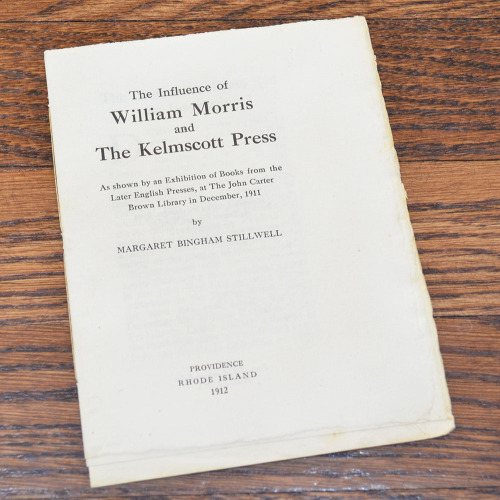 The Influence of
William Morris
and
The Kelmscott Press
As shown by an Exhibition of Books from the
Later English Presses, at The John Carter
Brown Library in December, 1911
by
MARGARET BINGHAM STILLWELL
PROVIDENCE
RHODE ISLAND
1912